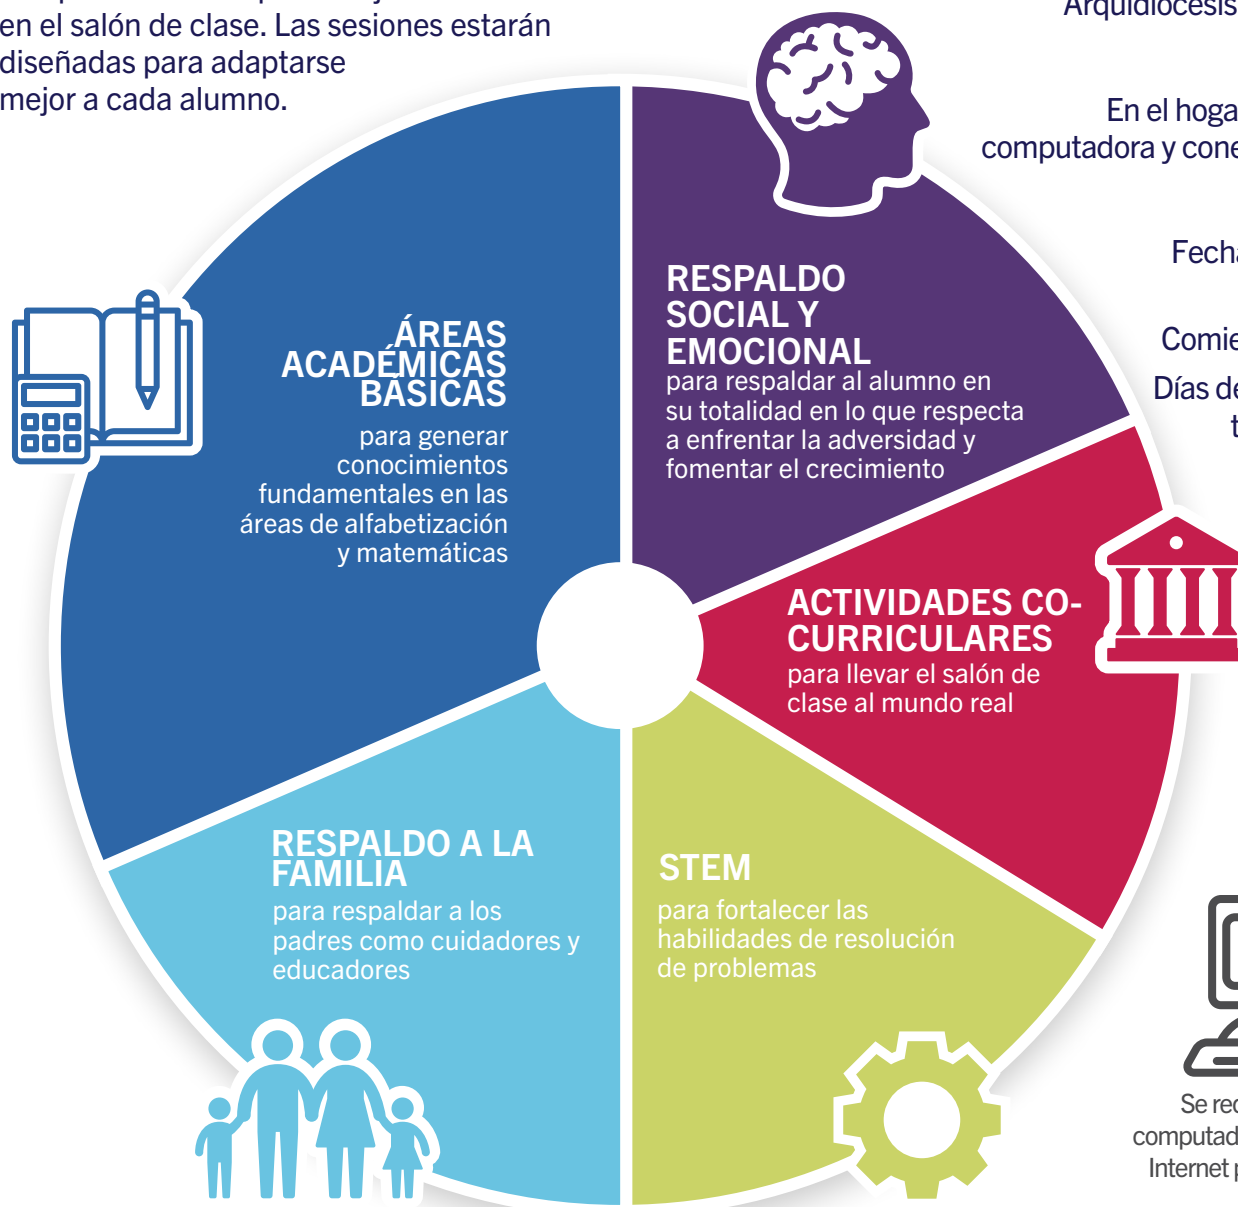 en el salón de clase. Las sesiones estarán
diseñadas para adaptarse
mejor a cada alumno.
Arquidiócesis
En el hoga
computadora y cone
Fecha
Comie
Días de
t
RESPALDO
SOCIAL Y
EMOCIONAL
para respaldar al alumno en
su totalidad en lo que respecta
a enfrentar la adversidad y
fomentar el crecimiento
ÁREAS
ACADÉMICAS
BÁSICAS
para generar
conocimientos
fundamentales en las
áreas de alfabetización
y matemáticas
ACTIVIDADES CO-
CURRICULARES
para llevar el salón de
clase al mundo real
RESPALDO A LA
FAMILIA
para respaldar a los
padres como cuidadores y
educadores
STEM
para fortalecer las
habilidades de resolución
de problemas
Se req
computad
Internet p